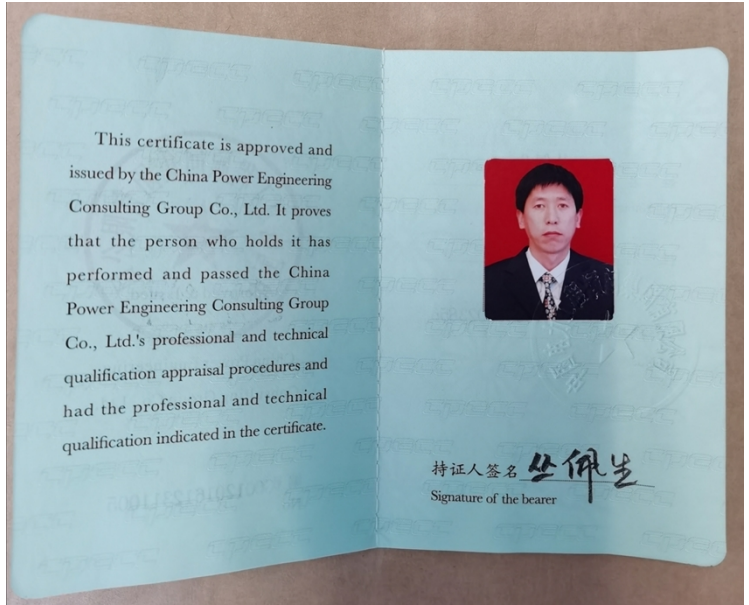 This certificate is approved and
issued by the China Power Engineering
Consulting Group Co., Ltd. It proves
that the person who holds it has
performed and passed the China
Power Engineering Consulting Group
Co., Ltd.'s professional and technical
qualification appraisal procedures and
had the professional and technical
qualification indicated in the certificate.
持证人签名 丛佩生
Signature of the bearer